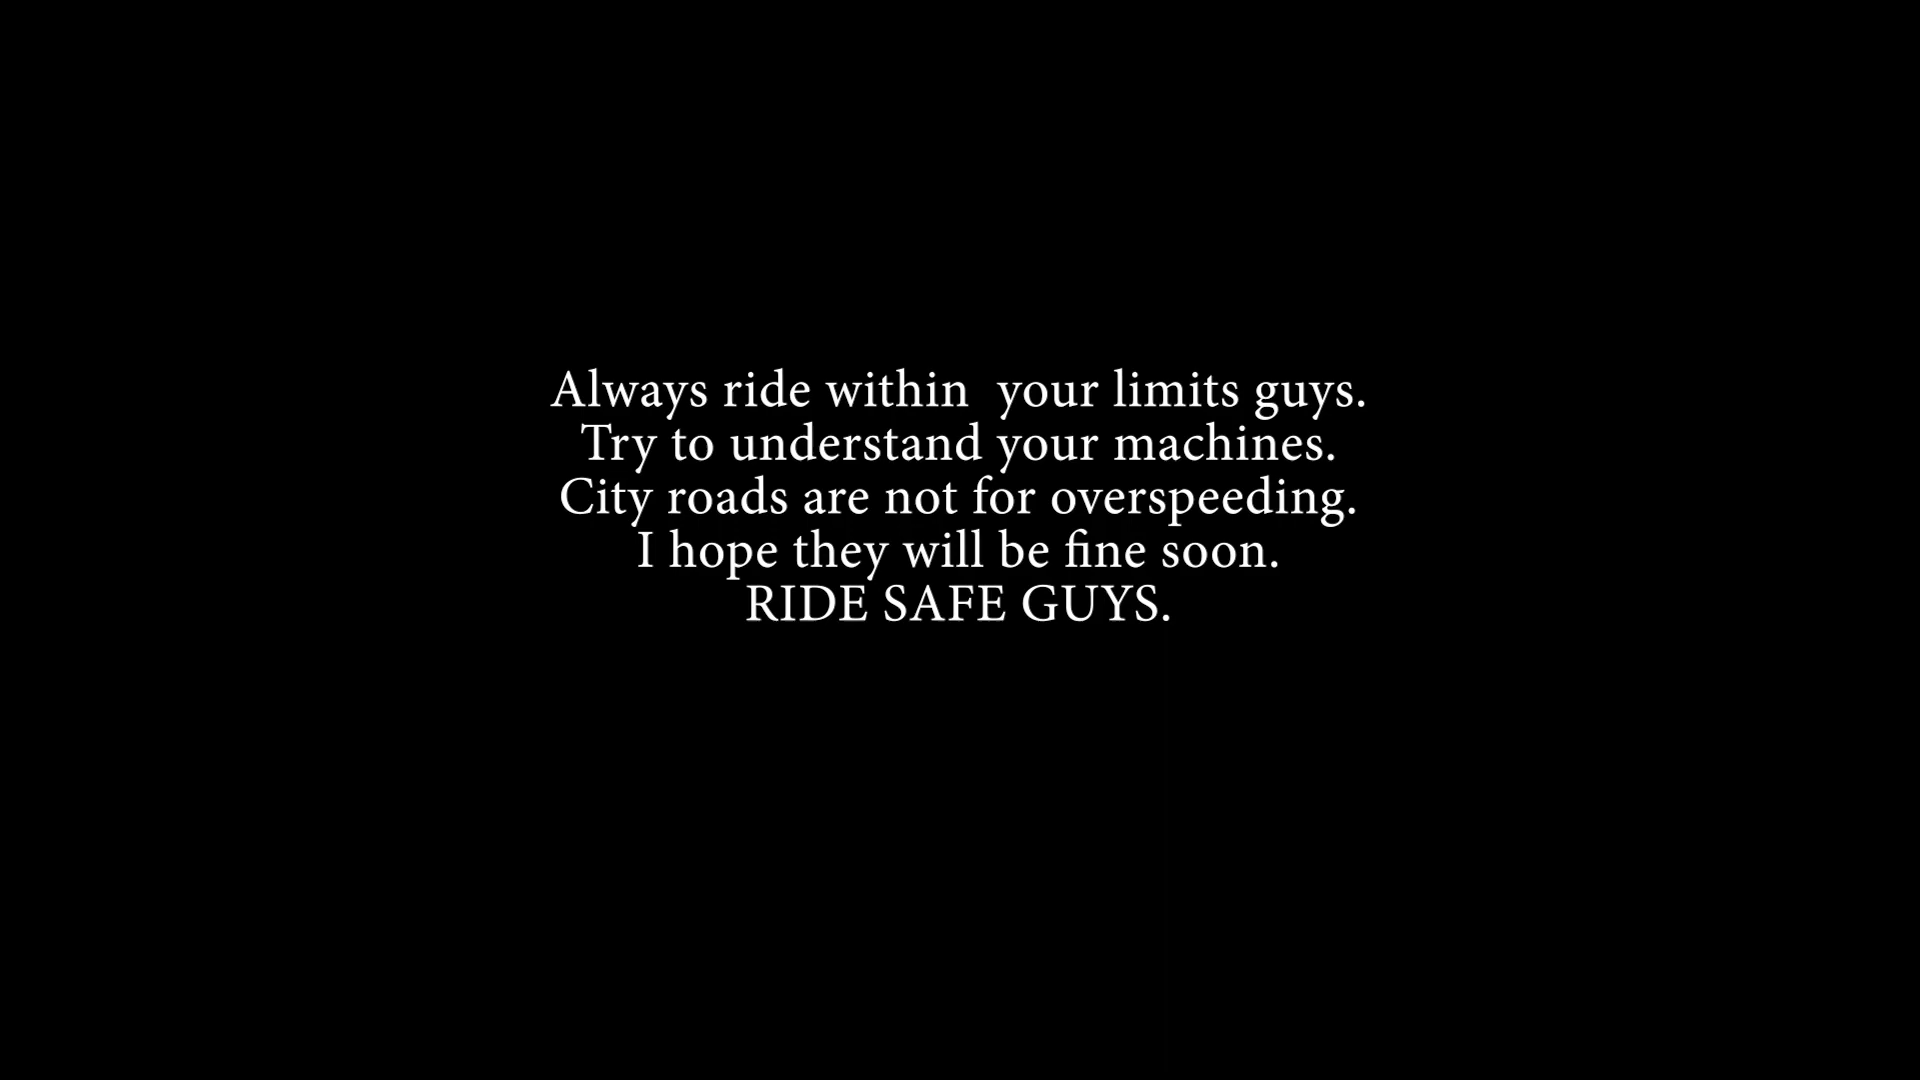 Always ride within  your limits guys.
Try to understand your machines.
City roads are not for overspeeding.
I hope they will be fine soon.
RIDE SAFE GUYS.